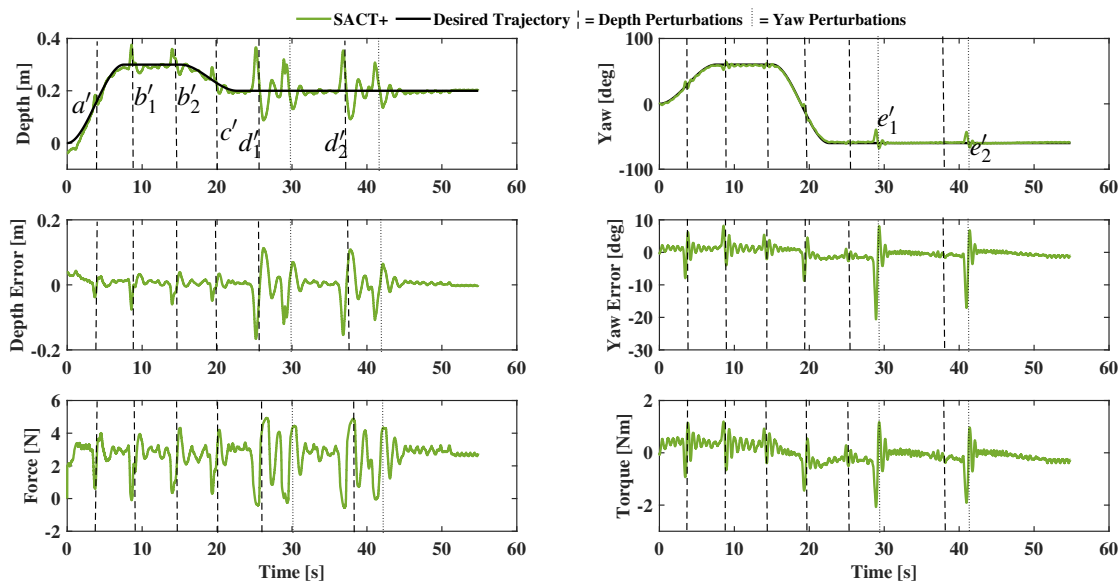 SACT+ Desired Trajectory = Depth Perturbations = Yaw Perturbations
0.4
0.2
0
Depth [m]
a′
b′1
b′2
c′
d′1
d′2
0 10 20 30 40 50 60
100
0
-100
Yaw [deg]
e′1
e′2
0 10 20 30 40 50 60
0.2
0
-0.2
Depth Error [m]
0 10 20 30 40 50 60
10
0
-10
-20
-30
Yaw Error [deg]
0 10 20 30 40 50 60
6
4
2
0
-2
Force [N]
0 10 20 30 40 50 60
Time [s]
2
0
-2
Torque [Nm]
0 10 20 30 40 50 60
Time [s]